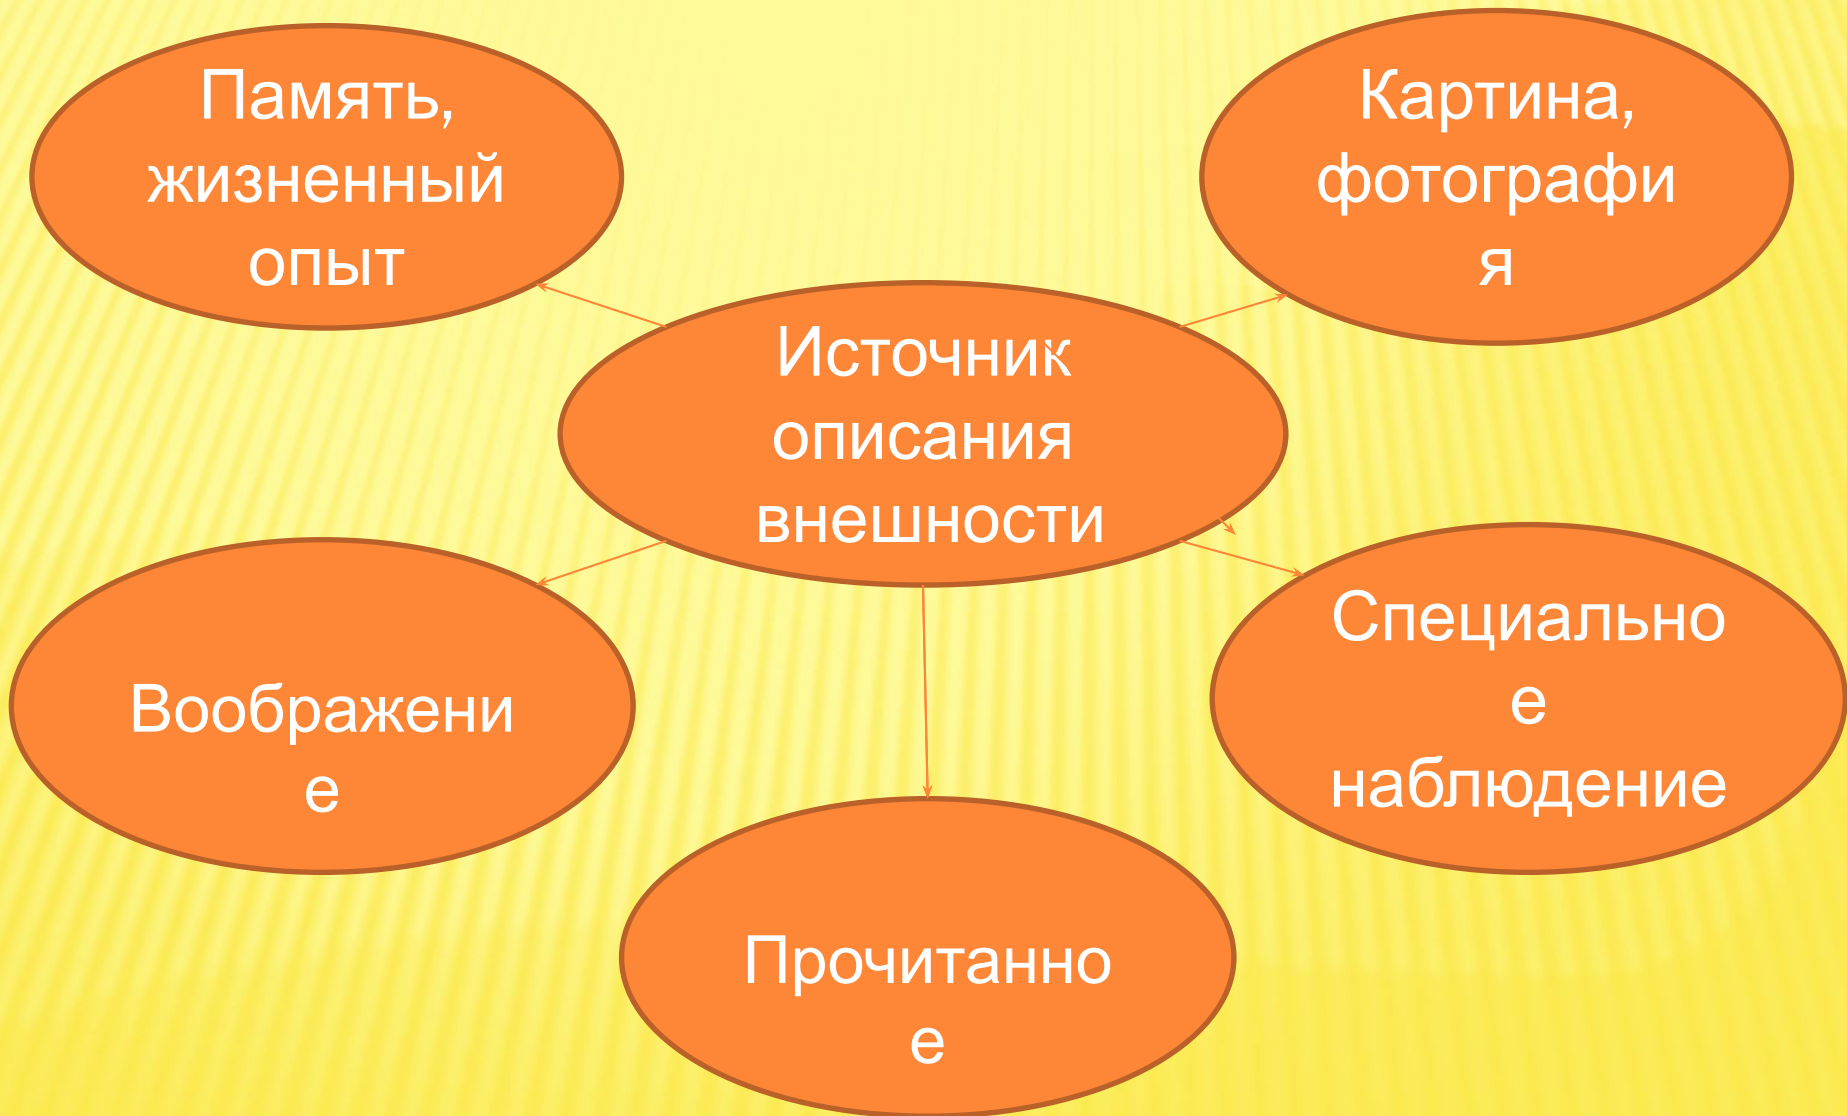 Память,
жизненный
опыт
Картина,
фотографи
я
Источник
описания
внешности
Воображени
е
Специально
е
наблюдение
Прочитанно
е